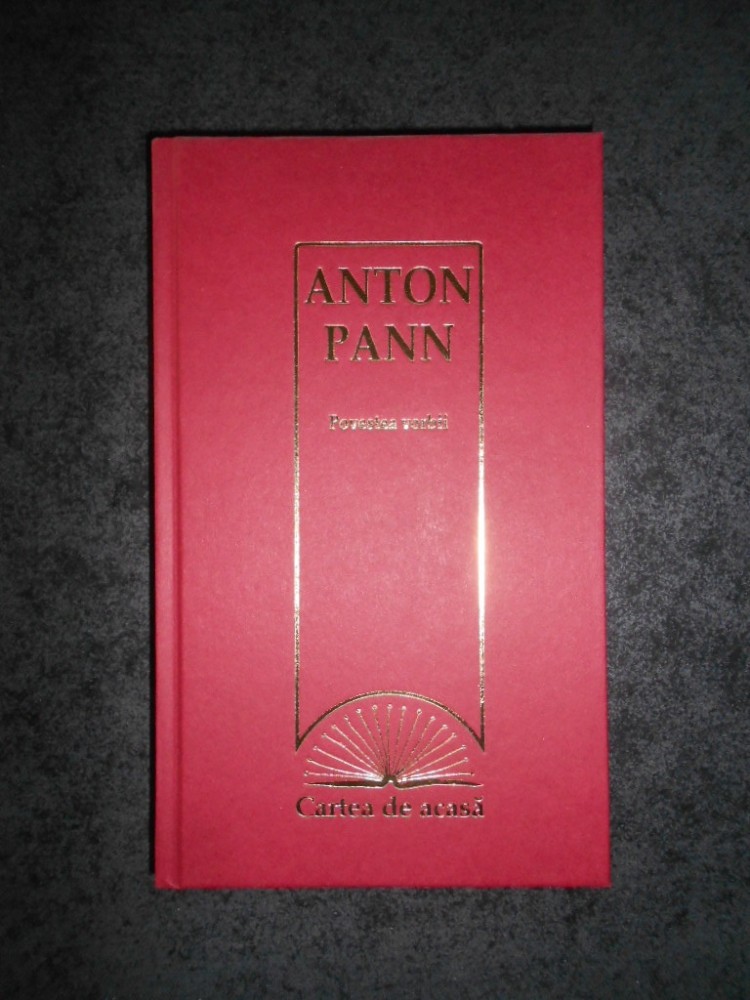 ANTON
PANN
Povestea vorbii
Cartea de acasă